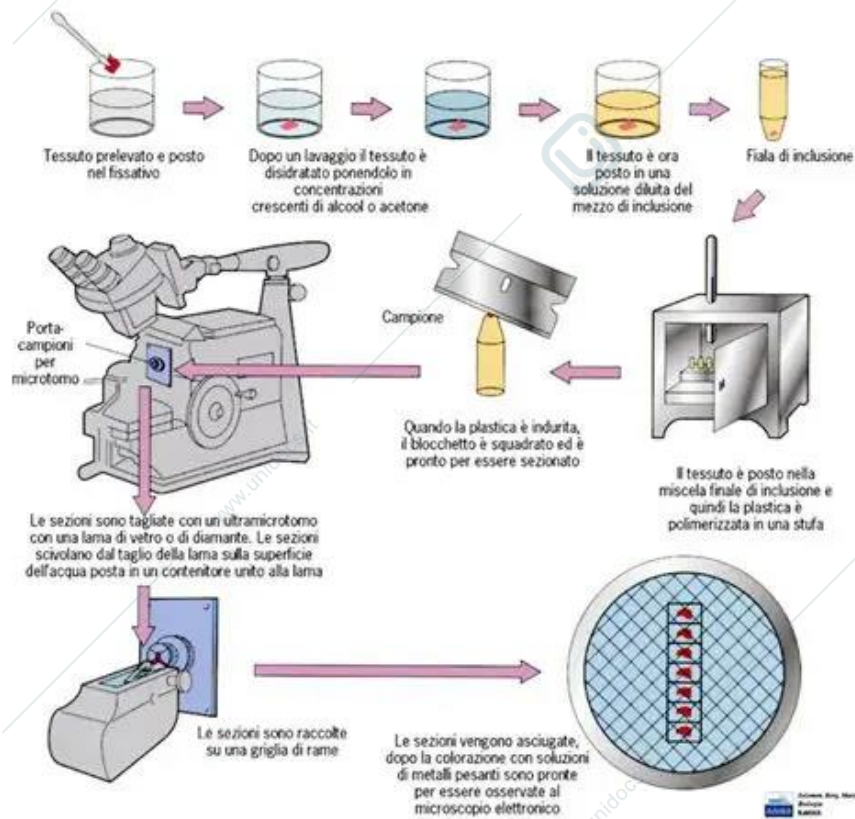 Tessuto prelevato e posto
nel fissativo
Dopo un lavaggio il tessuto è
disidratato ponendolo in
concentrazioni
crescenti di alcool o acetone
Il tessuto è ora
posto in una
soluzione diluita del
mezzo di inclusione
Fiala di inclusione
Porta-
campioni
per
microtomo
Campione
Quando la plastica è indurita,
il blocchetto è squadrato ed è
pronto per essere sezionato
Il tessuto è posto nella
miscela finale di inclusione e
quindi la plastica è
polimerizzata in una stufa
Le sezioni sono tagliate con un ultramicrotomo
con una lama di vetro o di diamante. Le sezioni
scivolano dal taglio della lama sulla superficie
dell'acqua posta in un contenitore unito alla lama
Le sezioni sono raccolte
su una griglia di rame
Le sezioni vengono asciugate,
dopo la colorazione con soluzioni
di metalli pesanti sono pronte
per essere osservate al
microscopio elettronico